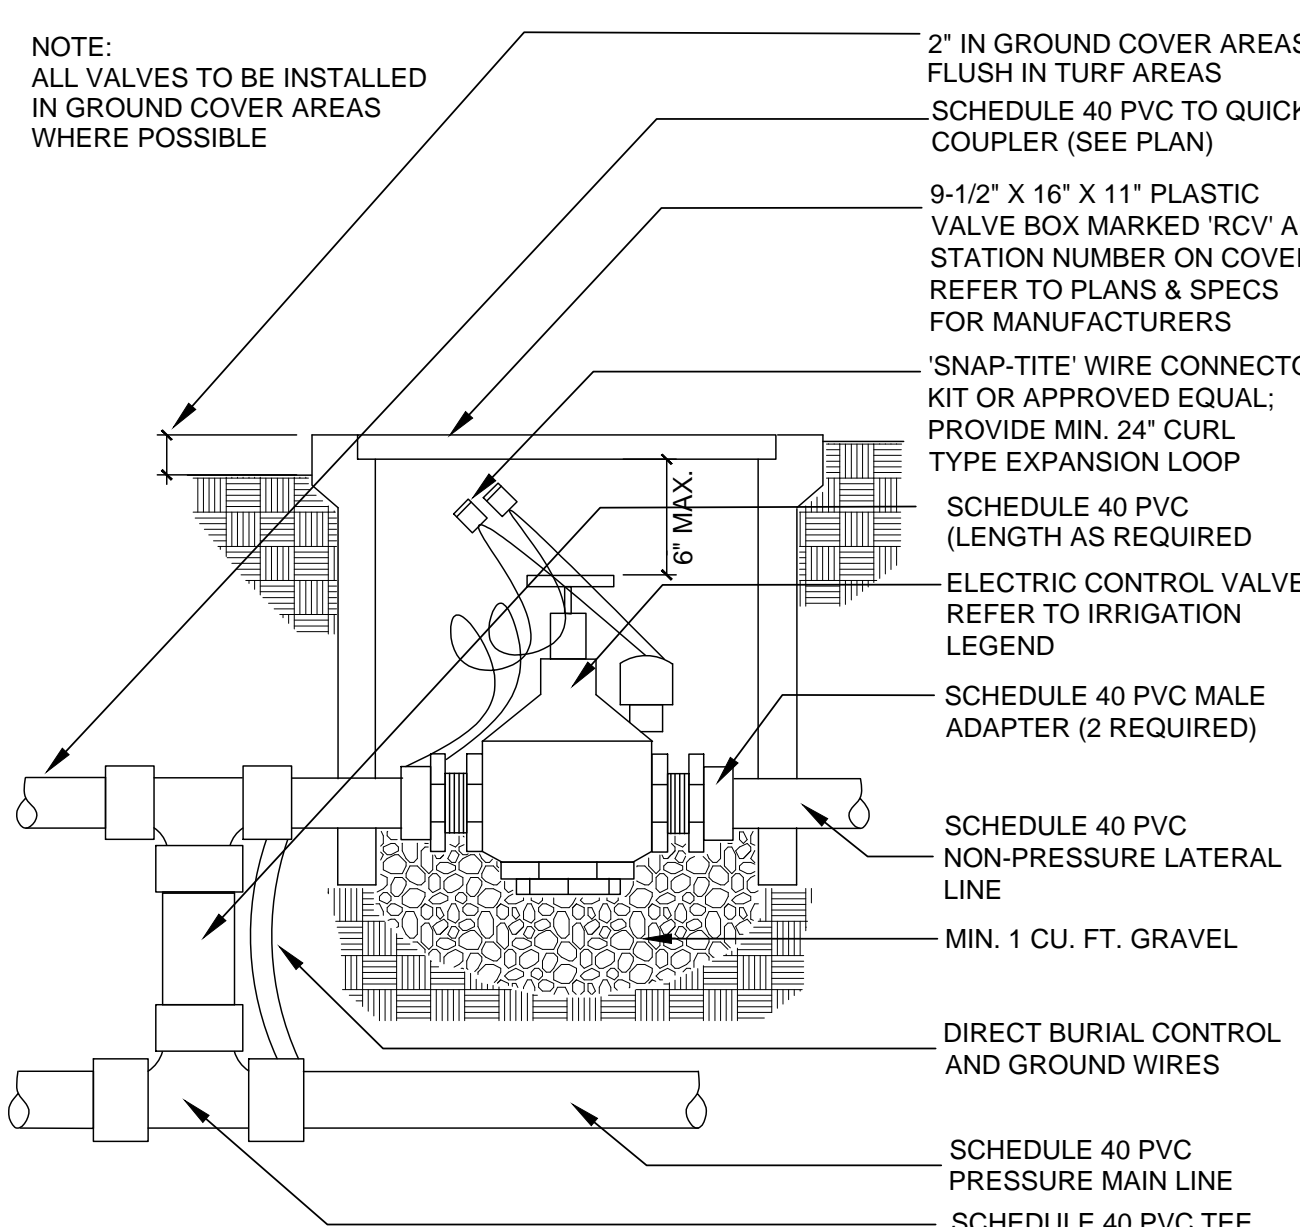 NOTE:
ALL VALVES TO BE INSTALLED
IN GROUND COVER AREAS
WHERE POSSIBLE
2" IN GROUND COVER AREAS
FLUSH IN TURF AREAS
SCHEDULE 40 PVC TO QUICK
COUPLER (SEE PLAN)
9-1/2" X 16" X 11" PLASTIC
VALVE BOX MARKED 'RCV' A
STATION NUMBER ON COVE
REFER TO PLANS & SPECS
FOR MANUFACTURERS
'SNAP-TITE' WIRE CONNECTO
KIT OR APPROVED EQUAL;
PROVIDE MIN. 24" CURL
TYPE EXPANSION LOOP
6" MAX.
SCHEDULE 40 PVC
(LENGTH AS REQUIRED
ELECTRIC CONTROL VALVE
REFER TO IRRIGATION
LEGEND
SCHEDULE 40 PVC MALE
ADAPTER (2 REQUIRED)
SCHEDULE 40 PVC
NON-PRESSURE LATERAL
LINE
MIN. 1 CU. FT. GRAVEL
DIRECT BURIAL CONTROL
AND GROUND WIRES
SCHEDULE 40 PVC
PRESSURE MAIN LINE
SCHEDULE 40 PVC TEE